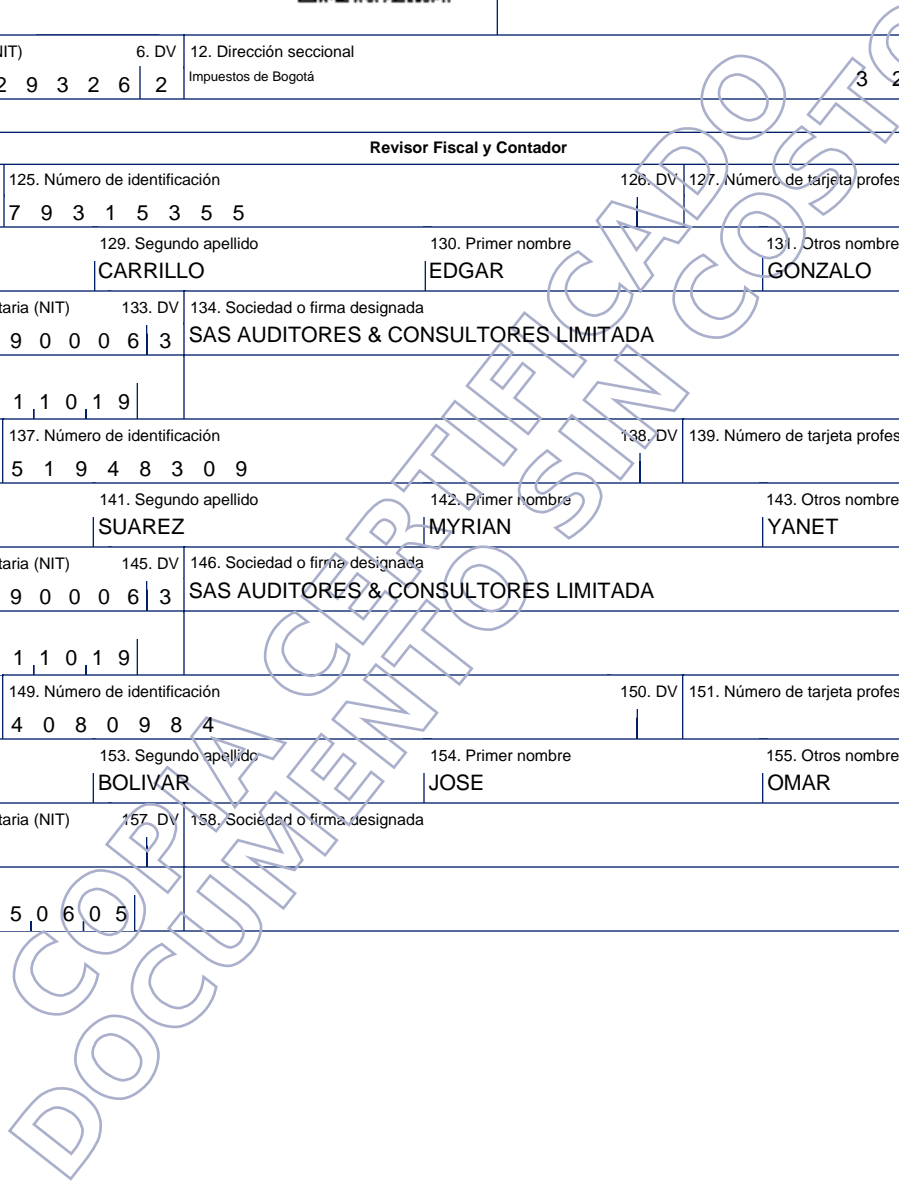 IT) 6. DV 12. Dirección seccional
2 9 3 2 6 2 Impuestos de Bogotá 3 2
Revisor Fiscal y Contador
125. Número de identificación 126. DV 127. Número de tarjeta profes
7 9 3 1 5 3 5 5
129. Segundo apellido 130. Primer nombre 131. Otros nombre
CARRILLO EDGAR GONZALO
taria (NIT) 133. DV 134. Sociedad o firma designada
9 0 0 0 6 3 SAS AUDITORES & CONSULTORES LIMITADA
1 1 0 1 9
137. Número de identificación 138. DV 139. Número de tarjeta profes
5 1 9 4 8 3 0 9
141. Segundo apellido 142. Primer nombre 143. Otros nombre
SUAREZ MYRIAN YANET
taria (NIT) 145. DV 146. Sociedad o firma designada
9 0 0 0 6 3 SAS AUDITORES & CONSULTORES LIMITADA
1 1 0 1 9
149. Número de identificación 150. DV 151. Número de tarjeta profes
4 0 8 0 9 8 4
153. Segundo apellido 154. Primer nombre 155. Otros nombre
BOLIVAR JOSE OMAR
taria (NIT) 157. DV 158. Sociedad o firma designada
5 0 6 0 5
COPIA CERTIFICADO
DOCUMENTO SIN COSTO